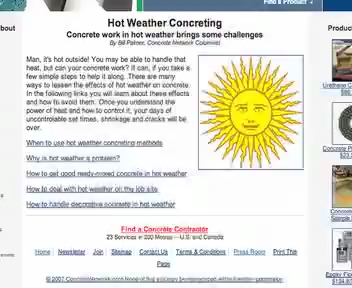 Find a Product
Hot Weather Concreting
Concrete work in hot weather brings some challenges
By Bill Palmer, Concrete Network Columnist
Man, it's hot outside! You may be able to handle that
heat, but can your concrete work? It can, if you take a
few simple steps to help it along. There are many
ways to lessen the effects of hot weather on concrete.
In the following links you will learn about these effects
and how to avoid them. Once you understand the
power of heat and how to control it, your days of
uncontrolable set times, shrinkage and cracks will be
over.
When to use hot weather concreting methods
Why is hot weather a problem?
How to get good ready-mixed concrete in hot weather
How to deal with hot weather on the job site
How to handle decorative concrete in hot weather
Find a Concrete Contractor
23 Services in 200 Metros - U.S. and Canada
Home Newsletter Join Sitemap Contact Us Terms & Conditions Press Room Print This
Page
bout
Produc
Urethane C
Concrete P
Epoxy Flo